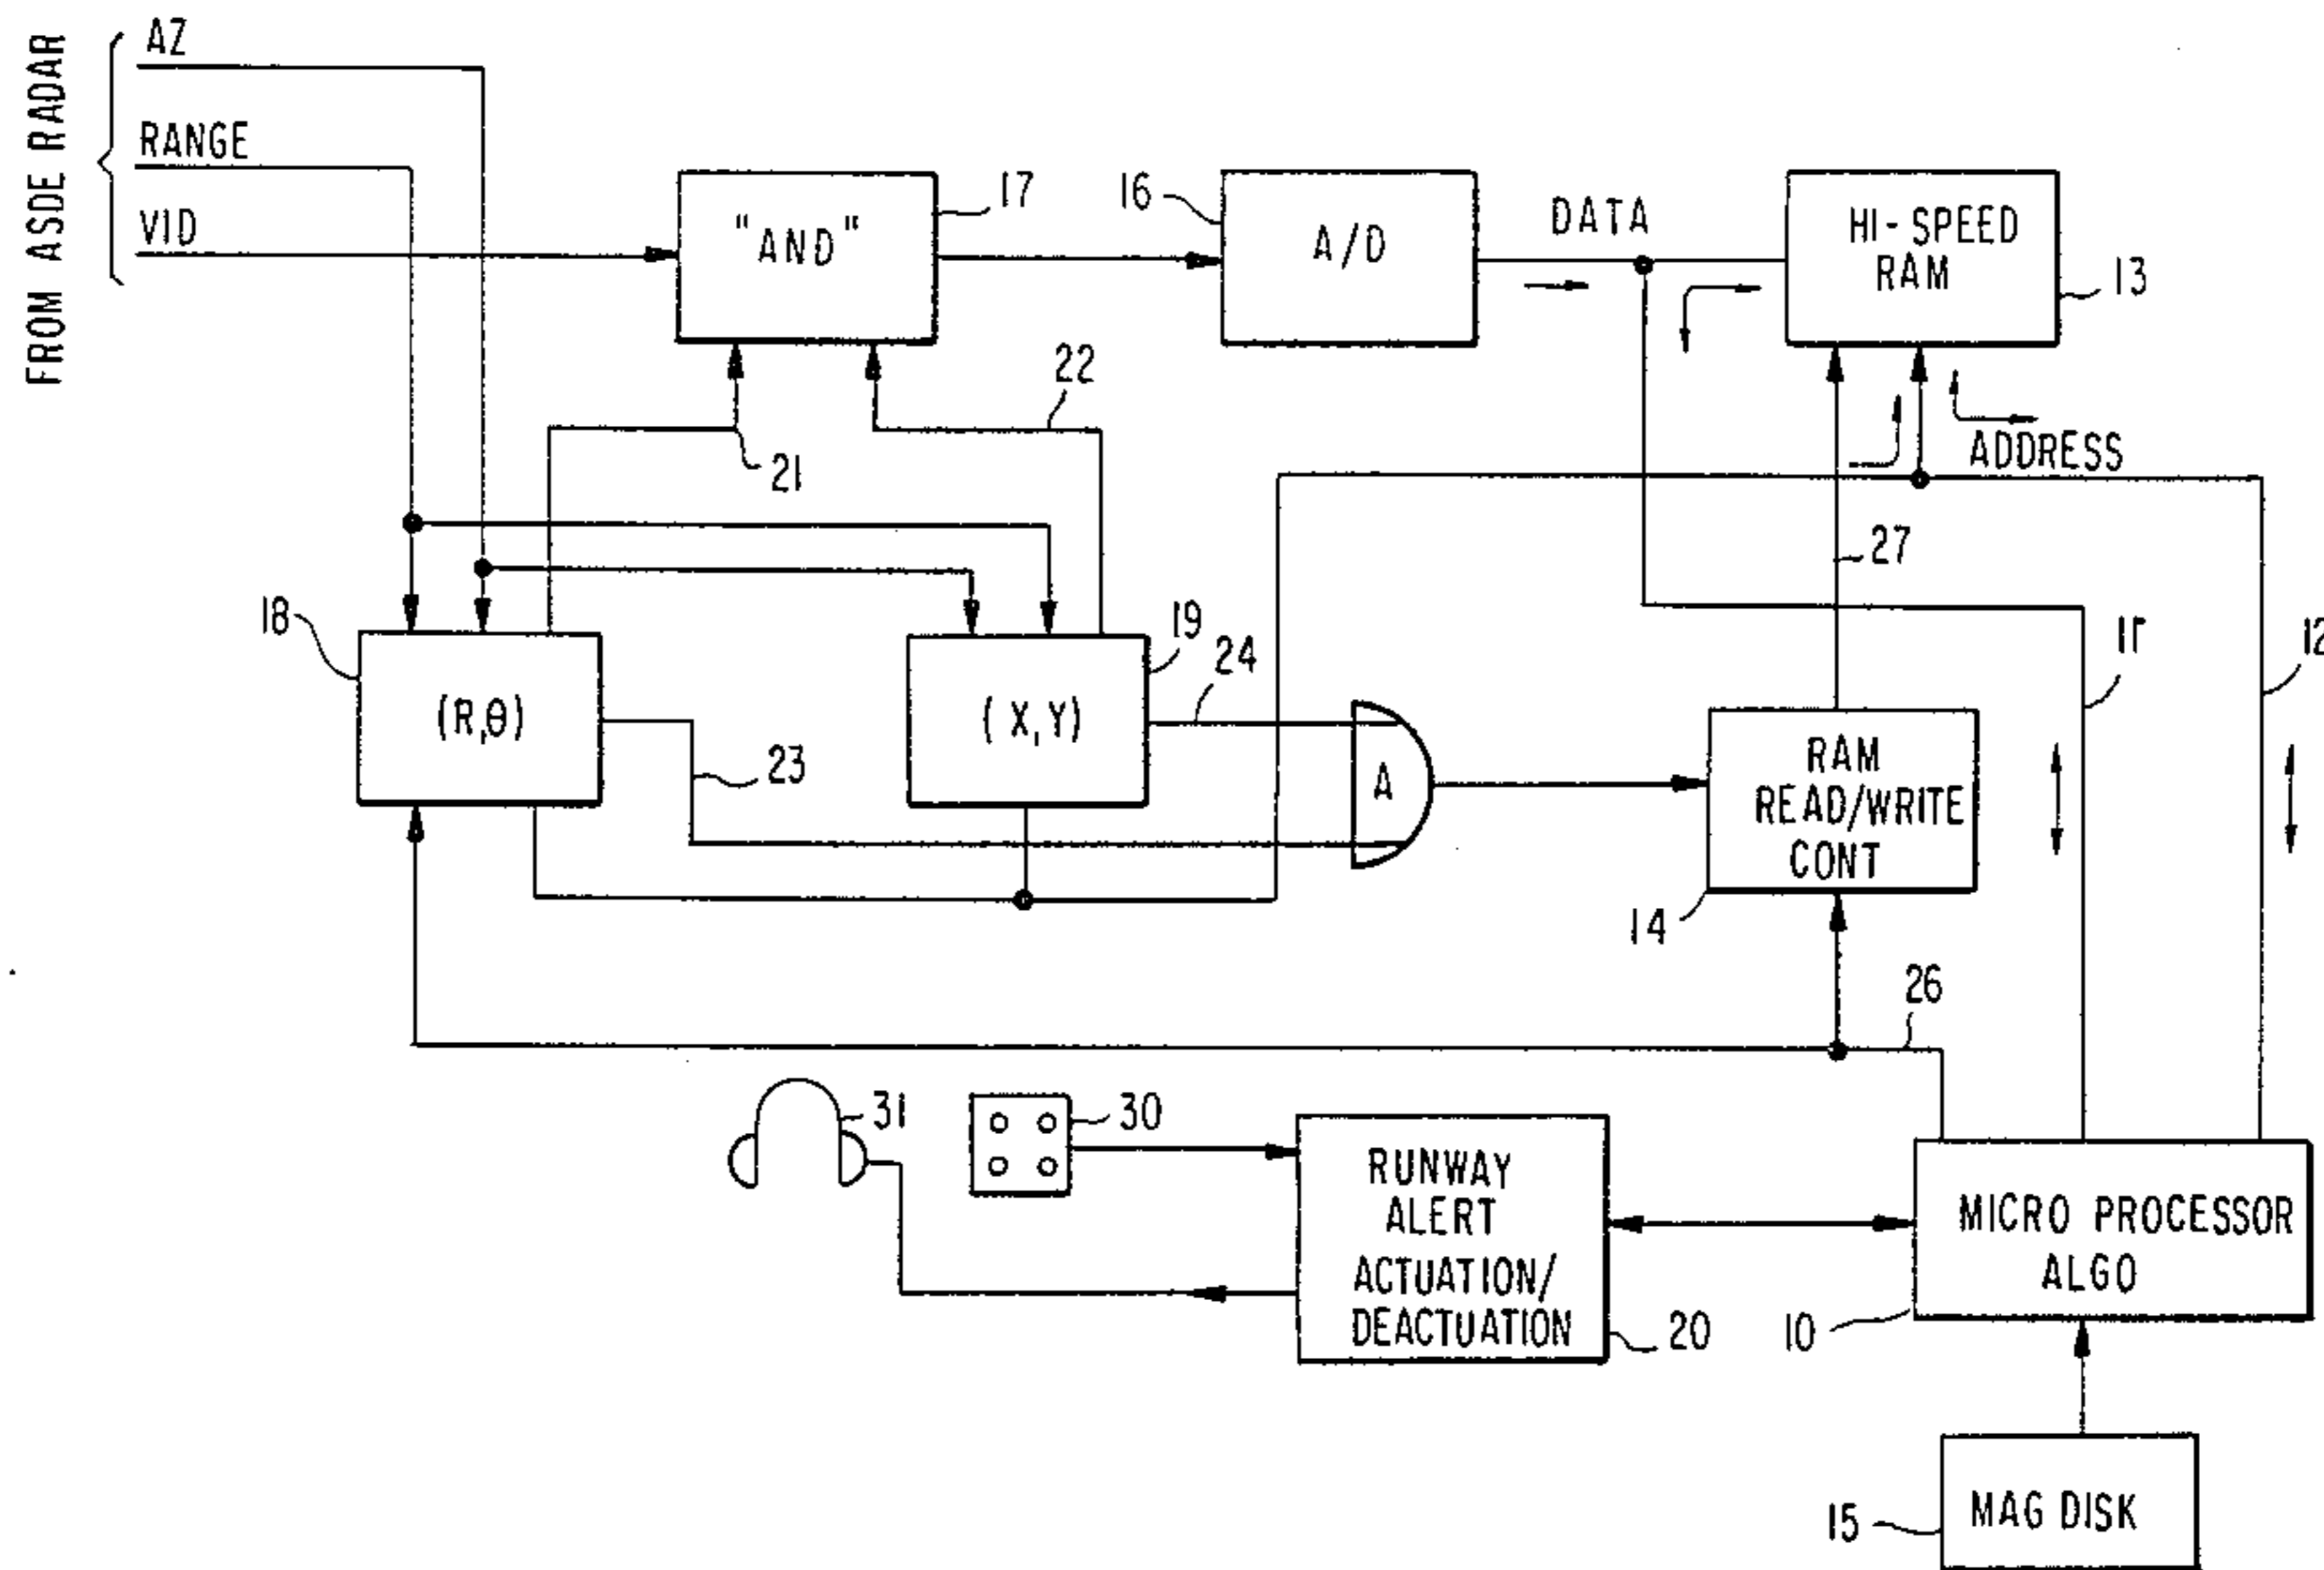 FROM ASDE RADAR
AZ
RANGE
VID
"AND"
17
16
A/D
DATA
HI-SPEED
RAM
13
21
22
ADDRESS
27
18
(R,θ)
23
19
(X,Y)
24
A
RAM
READ/WRITE
CONT
14
11
12
26
31
30
RUNWAY
ALERT
ACTUATION/
DEACTUATION
20
MICRO PROCESSOR
ALGO
10
15
MAG DISK